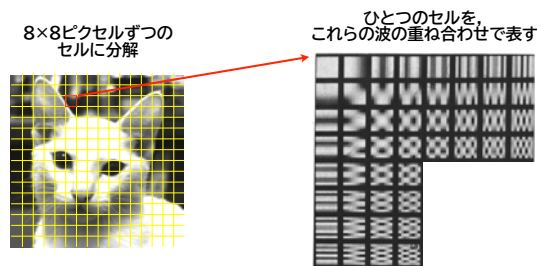 8×8ピクセルずつの
セルに分解
ひとつのセルを，
これらの波の重ね合わせで表す